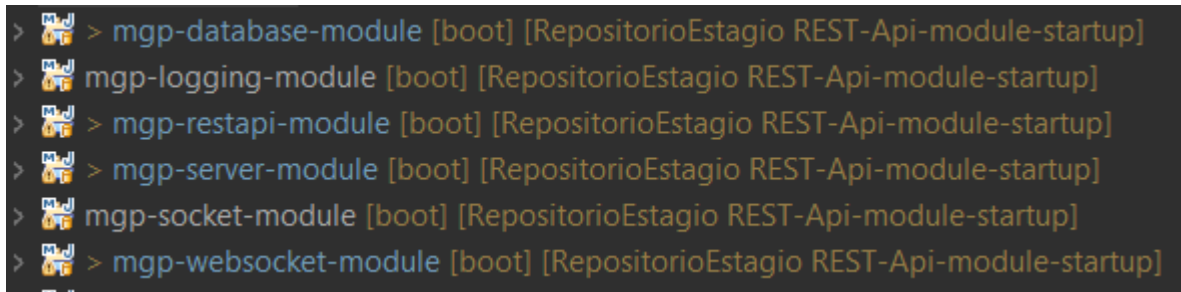 > > mgp-database-module [boot] [RepositorioEstagio REST-Api-module-startup]
> mgp-logging-module [boot] [RepositorioEstagio REST-Api-module-startup]
> > mgp-restapi-module [boot] [RepositorioEstagio REST-Api-module-startup]
> > mgp-server-module [boot] [RepositorioEstagio REST-Api-module-startup]
> mgp-socket-module [boot] [RepositorioEstagio REST-Api-module-startup]
> > mgp-websocket-module [boot] [RepositorioEstagio REST-Api-module-startup]